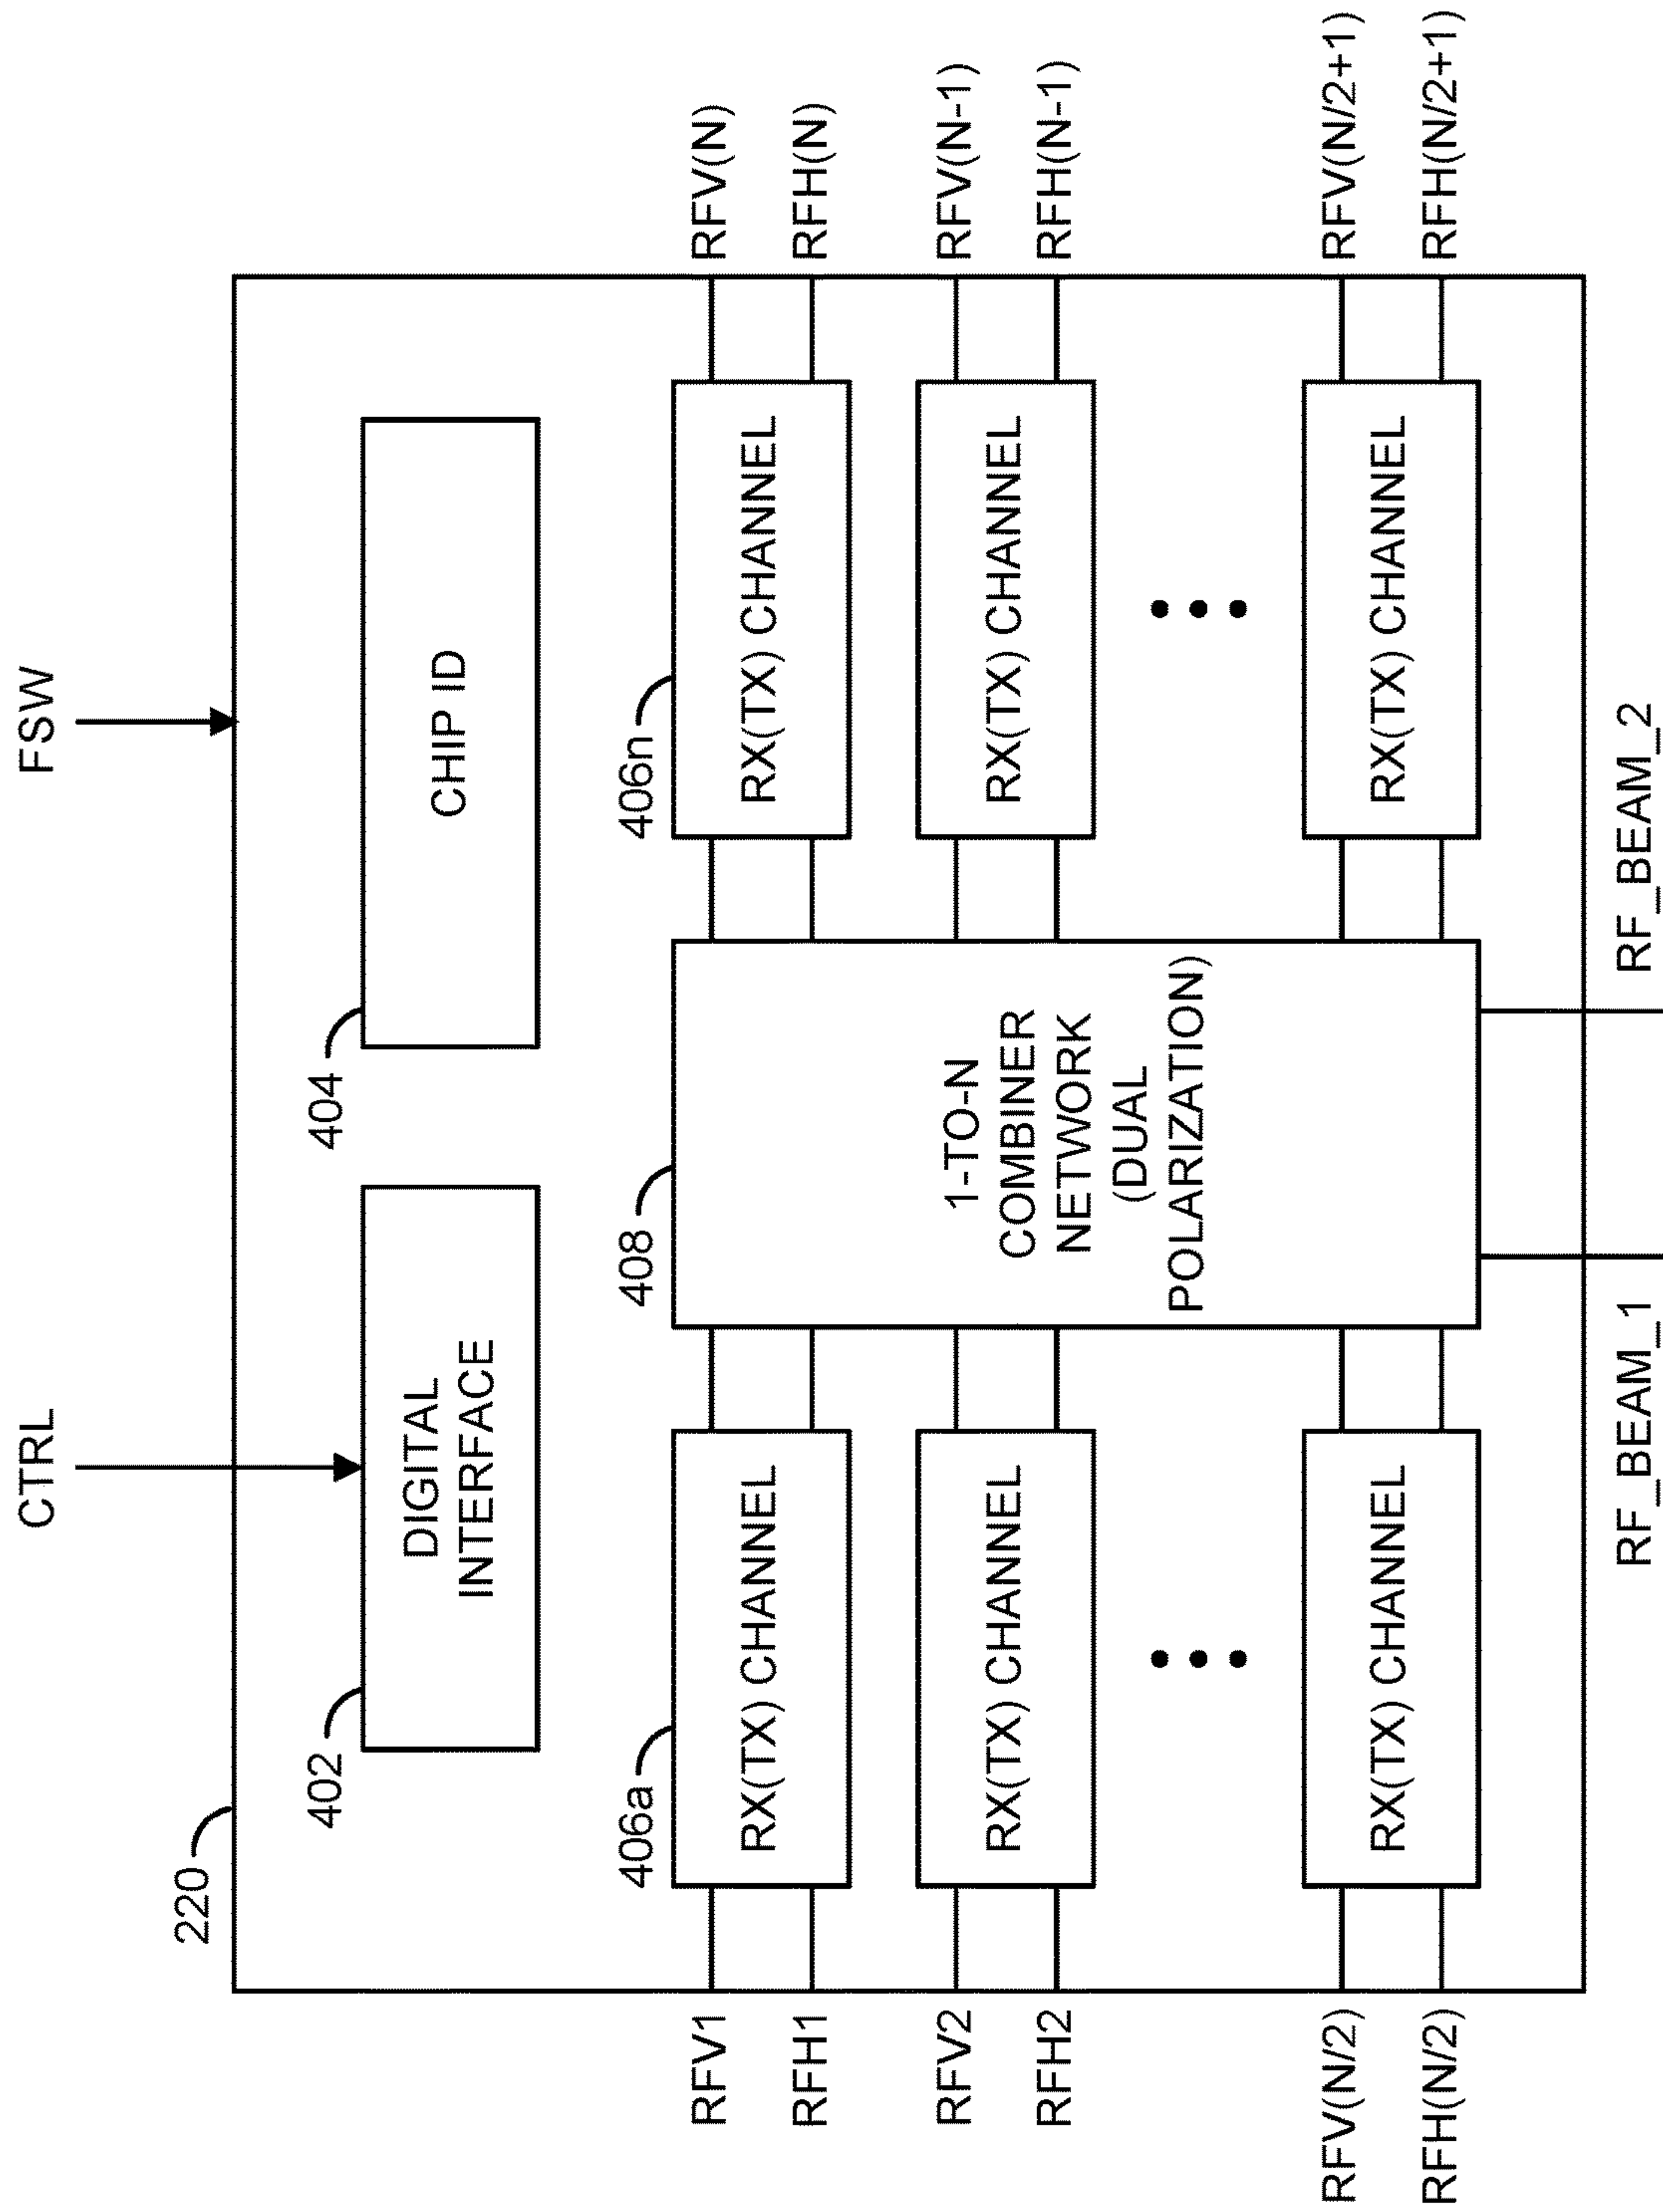 CTRL
FSW
220
402
DIGITAL
INTERFACE
404
CHIP ID
406a
408
406n
RFV1
RFH1
RX(TX) CHANNEL
1-TO-N
COMBINER
NETWORK
(DUAL
POLARIZATION)
RX(TX) CHANNEL
RFV(N)
RFH(N)
RFV2
RFH2
RX(TX) CHANNEL
RX(TX) CHANNEL
RFV(N-1)
RFH(N-1)
RFV(N/2)
RFH(N/2)
RX(TX) CHANNEL
RX(TX) CHANNEL
RFV(N/2+1)
RFH(N/2+1)
RF_BEAM_1
RF_BEAM_2